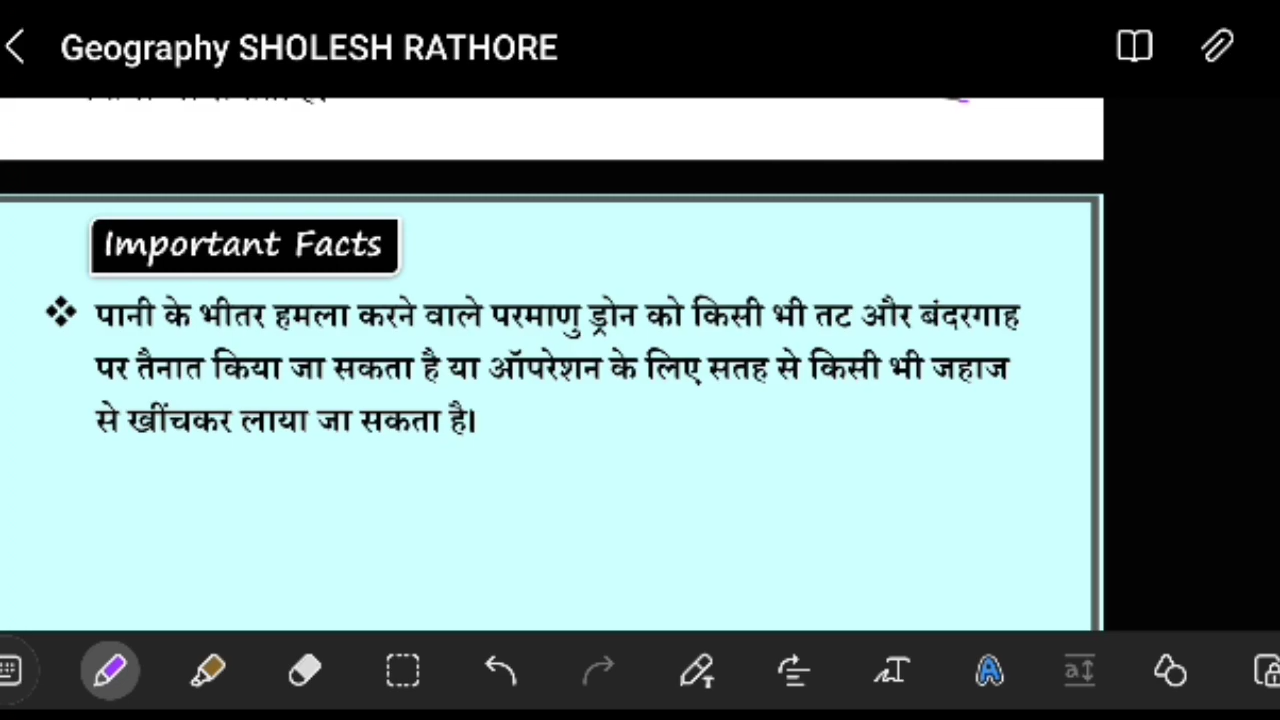 Geography SHOLESH RATHORE
Important Facts
❖ पानी के भीतर हमला करने वाले परमाणु ड्रोन को किसी भी तट और बंदरगाह
पर तैनात किया जा सकता है या ऑपरेशन के लिए सतह से किसी भी जहाज
से खींचकर लाया जा सकता है।